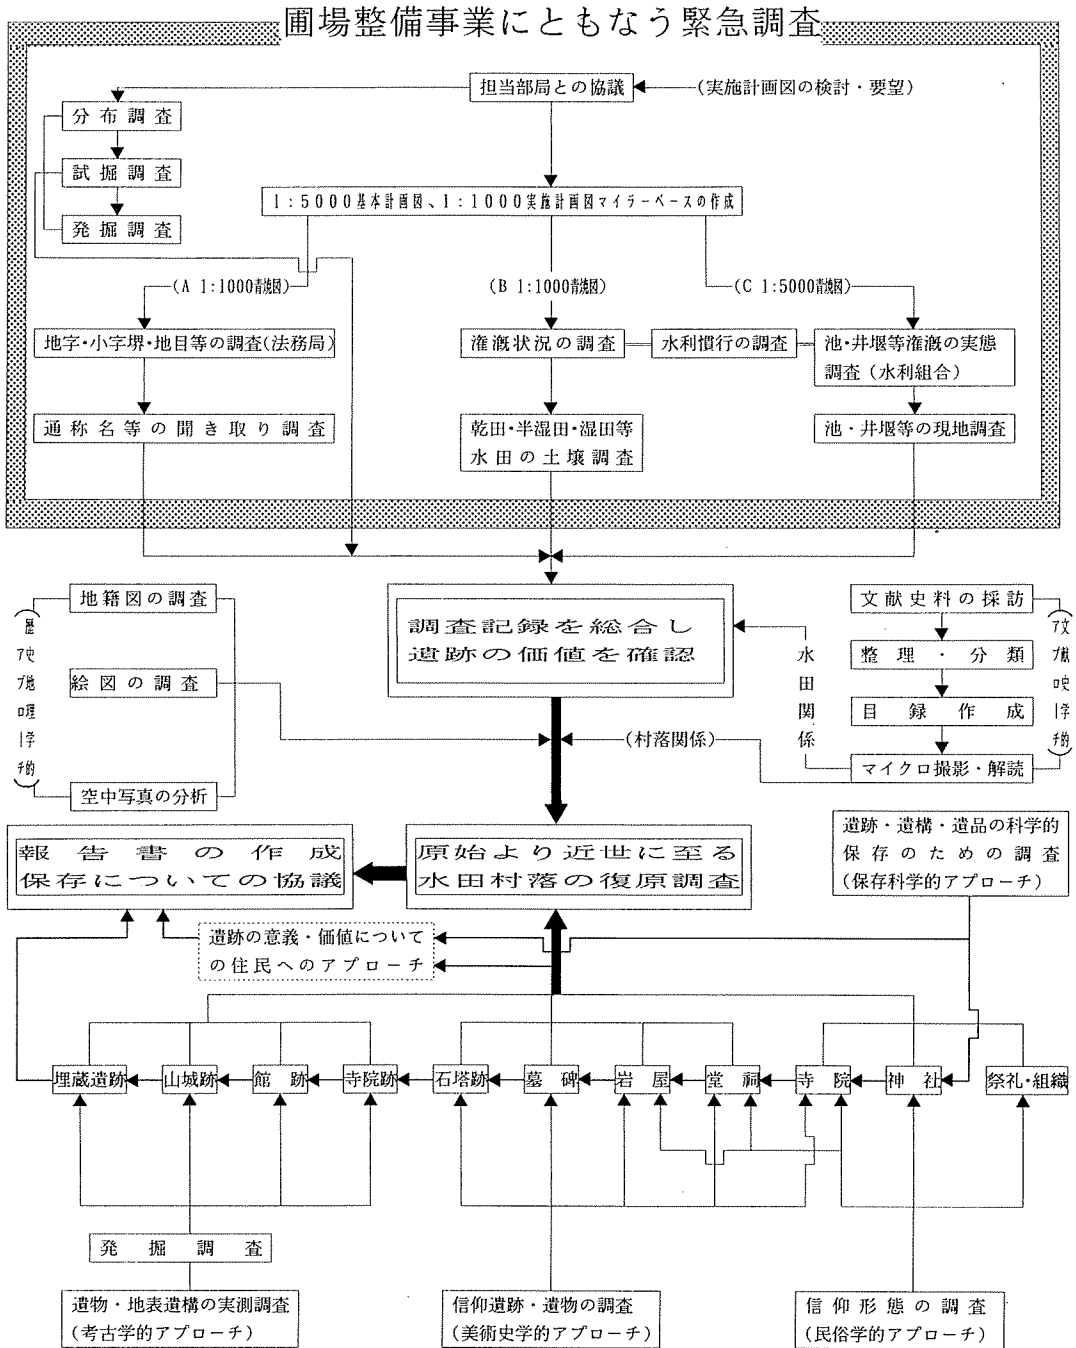 圃場整備事業にともなう緊急調査
担当部局との協議
(実施計画図の検討・要望)
分布調査
試掘調査
発掘調査
1:5000基本計画図、1:1000実施計画図マイラーベースの作成
(A 1:1000青焼図)
(B 1:1000青焼図)
(C 1:5000青焼図)
地字・小字堺・地目等の調査(法務局)
灌漑状況の調査
水利慣行の調査
池・井堰等灌漑の実態
調査(水利組合)
通称名等の聞き取り調査
乾田・半湿田・湿田等
水田の土壌調査
池・井堰等の現地調査
地籍図の調査
絵図の調査
空中写真の分析
(歴史地理学的
アプローチ)
調査記録を総合し
遺跡の価値を確認
水田関係
(村落関係)
文献史料の採訪
整理・分類
目録作成
マイクロ撮影・解読
(文献史学的
アプローチ)
報告書の作成
保存についての協議
原始より近世に至る
水田村落の復原調査
遺跡・遺構・遺品の科学的
保存のための調査
(保存科学的アプローチ)
遺跡の意義・価値について
の住民へのアプローチ
埋蔵遺跡
山城跡
館跡
寺院跡
石塔跡
墓碑
岩屋
堂祠
寺院
神社
祭礼・組織
発掘調査
遺物・地表遺構の実測調査
(考古学的アプローチ)
信仰遺跡・遺物の調査
(美術史学的アプローチ)
信仰形態の調査
(民俗学的アプローチ)